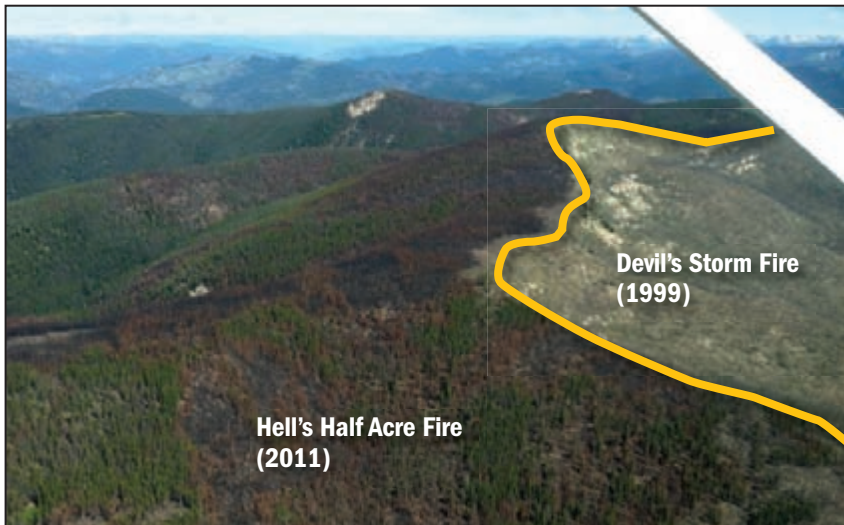 Devil's Storm Fire
(1999)
Hell's Half Acre Fire
(2011)